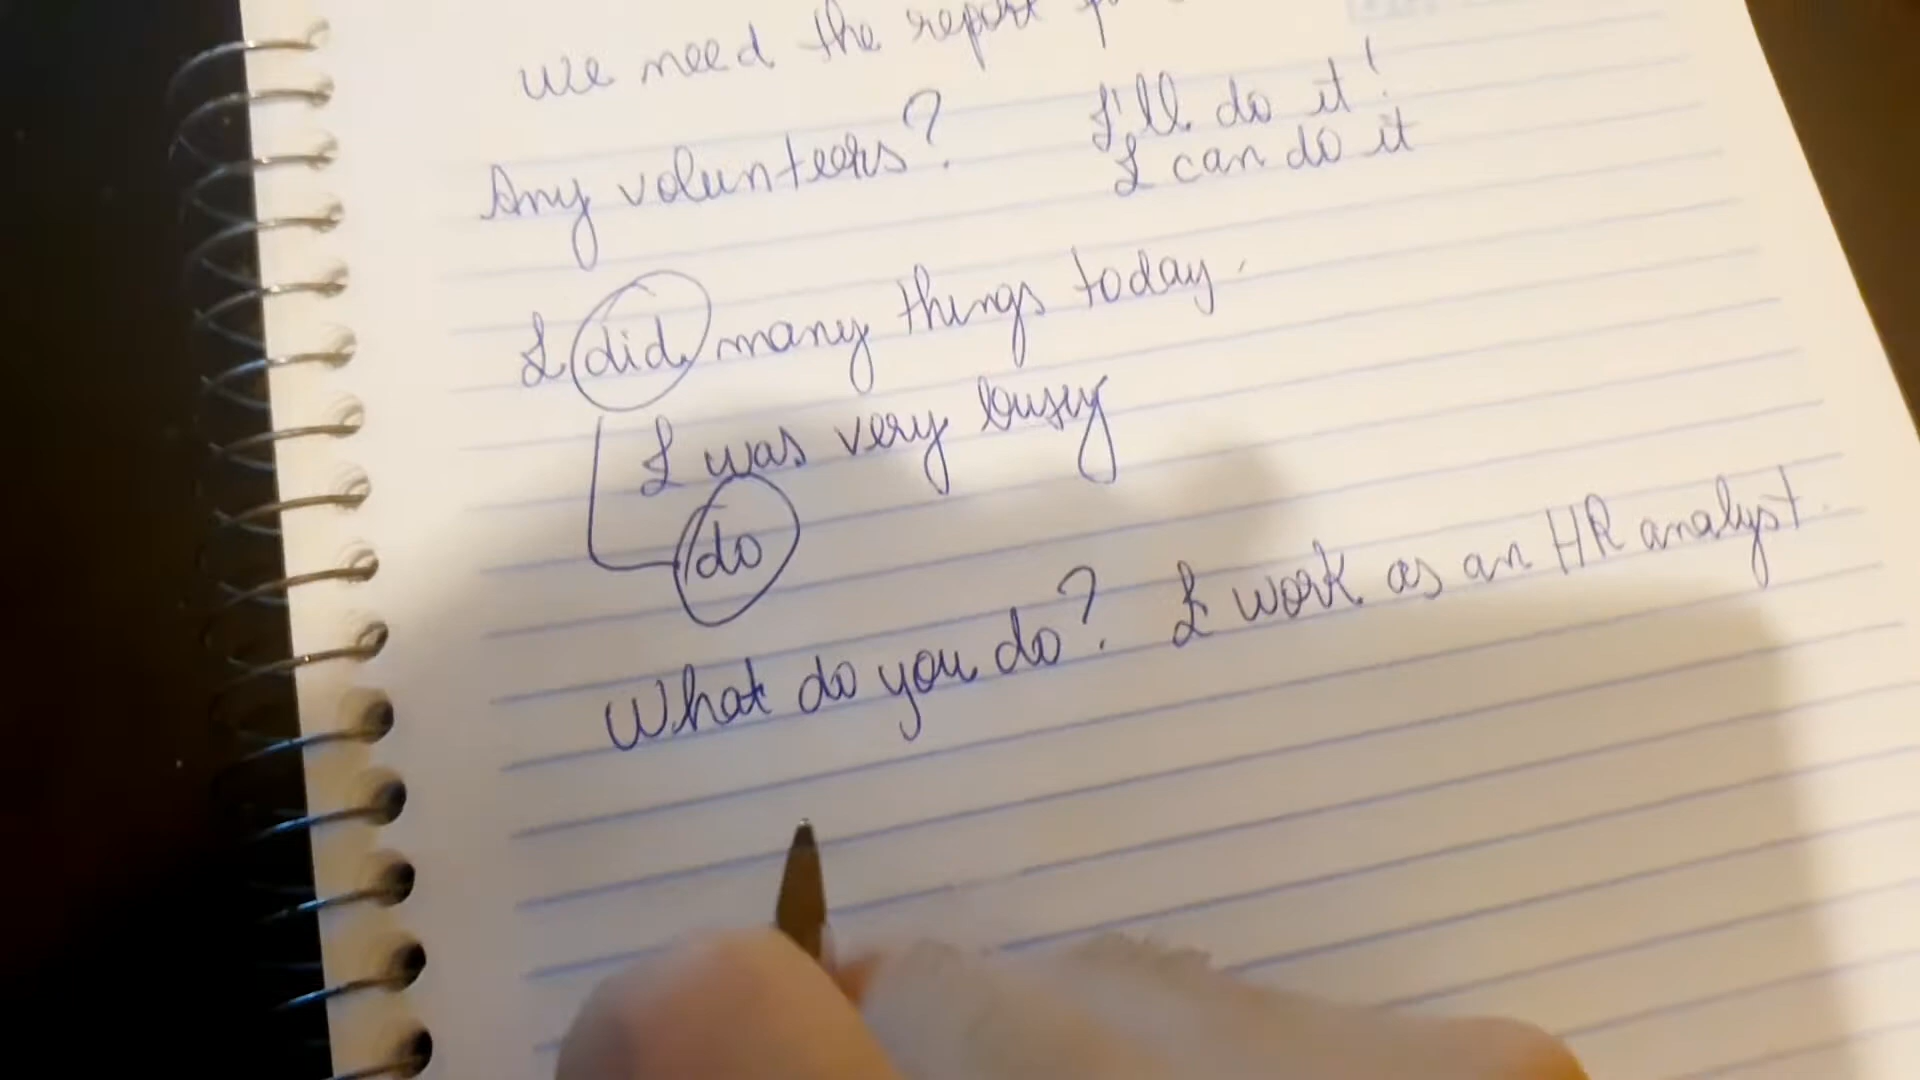 we need the report
Any volunteers? I'll do it!
I can do it
I did many things today.
I was very busy
do
What do you do? I work as an HR analyst.